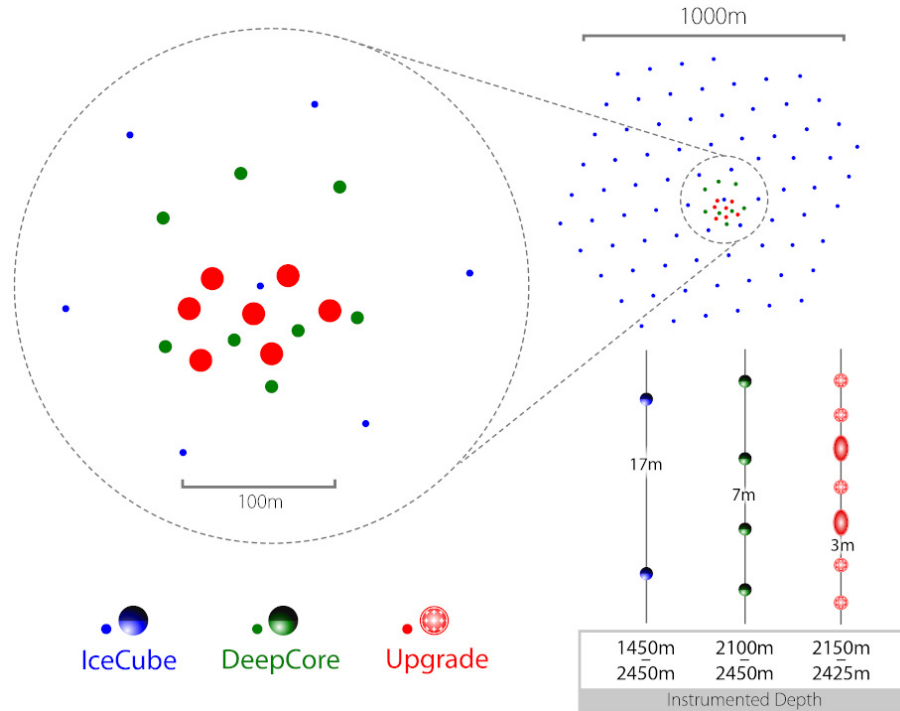 1000m
100m
17m
7m
3m
IceCube
DeepCore
Upgrade
1450m
–
2450m
2100m
–
2450m
2150m
–
2425m
Instrumented Depth